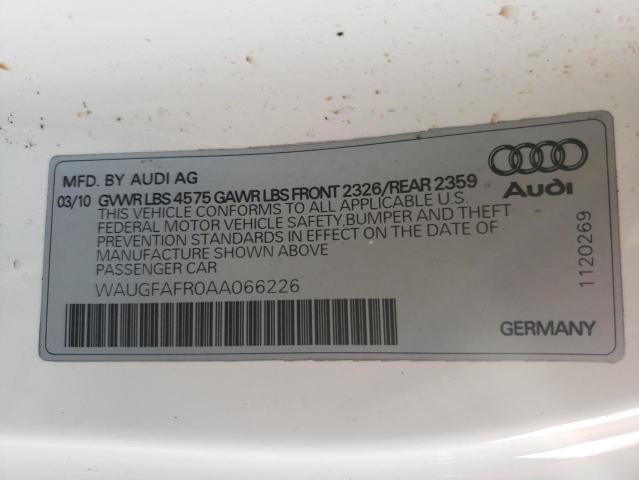 MFD. BY AUDI AG
03/10 GVWR LBS 4575 GAWR LBS FRONT 2326/REAR 2359
THIS VEHICLE CONFORMS TO ALL APPLICABLE U.S.
FEDERAL MOTOR VEHICLE SAFETY,BUMPER AND THEFT
PREVENTION STANDARDS IN EFFECT ON THE DATE OF
MANUFACTURE SHOWN ABOVE
PASSENGER CAR
WAUGFAFR0AA066226
Audi
1120269
GERMANY